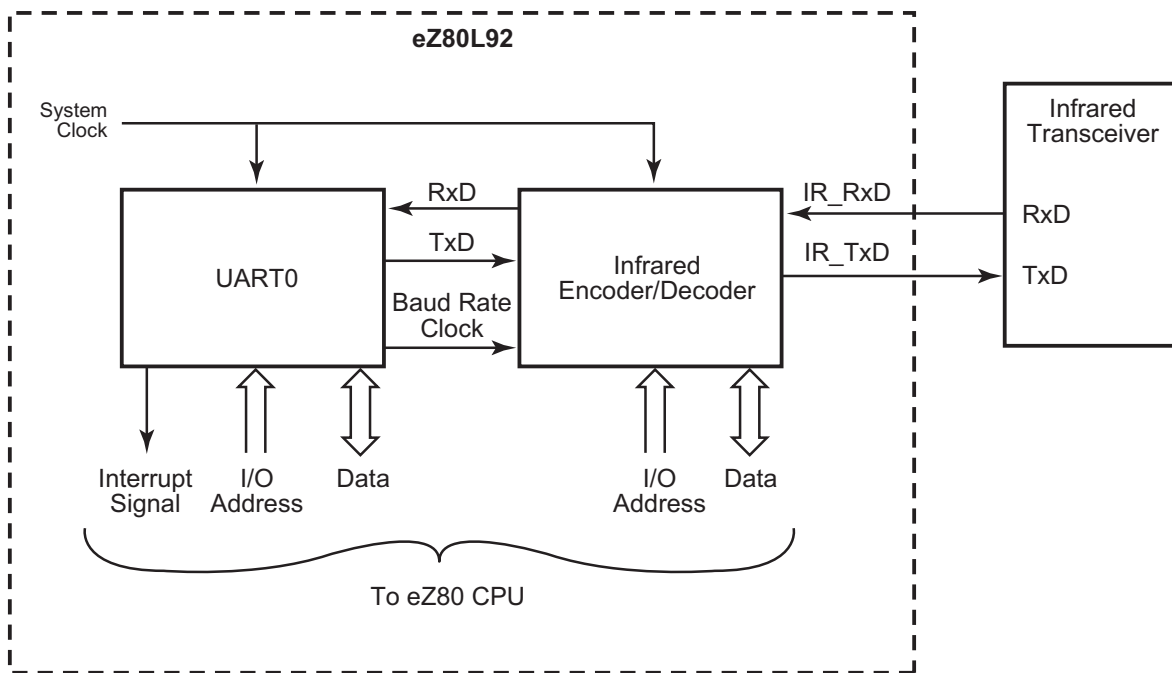 eZ80L92
System
Clock
Infrared
Transceiver
RxD
IR_RxD
RxD
TxD
IR_TxD
TxD
UART0
Infrared
Encoder/Decoder
Baud Rate
Clock
Interrupt
Signal
I/O
Address
Data
I/O
Address
Data
To eZ80 CPU